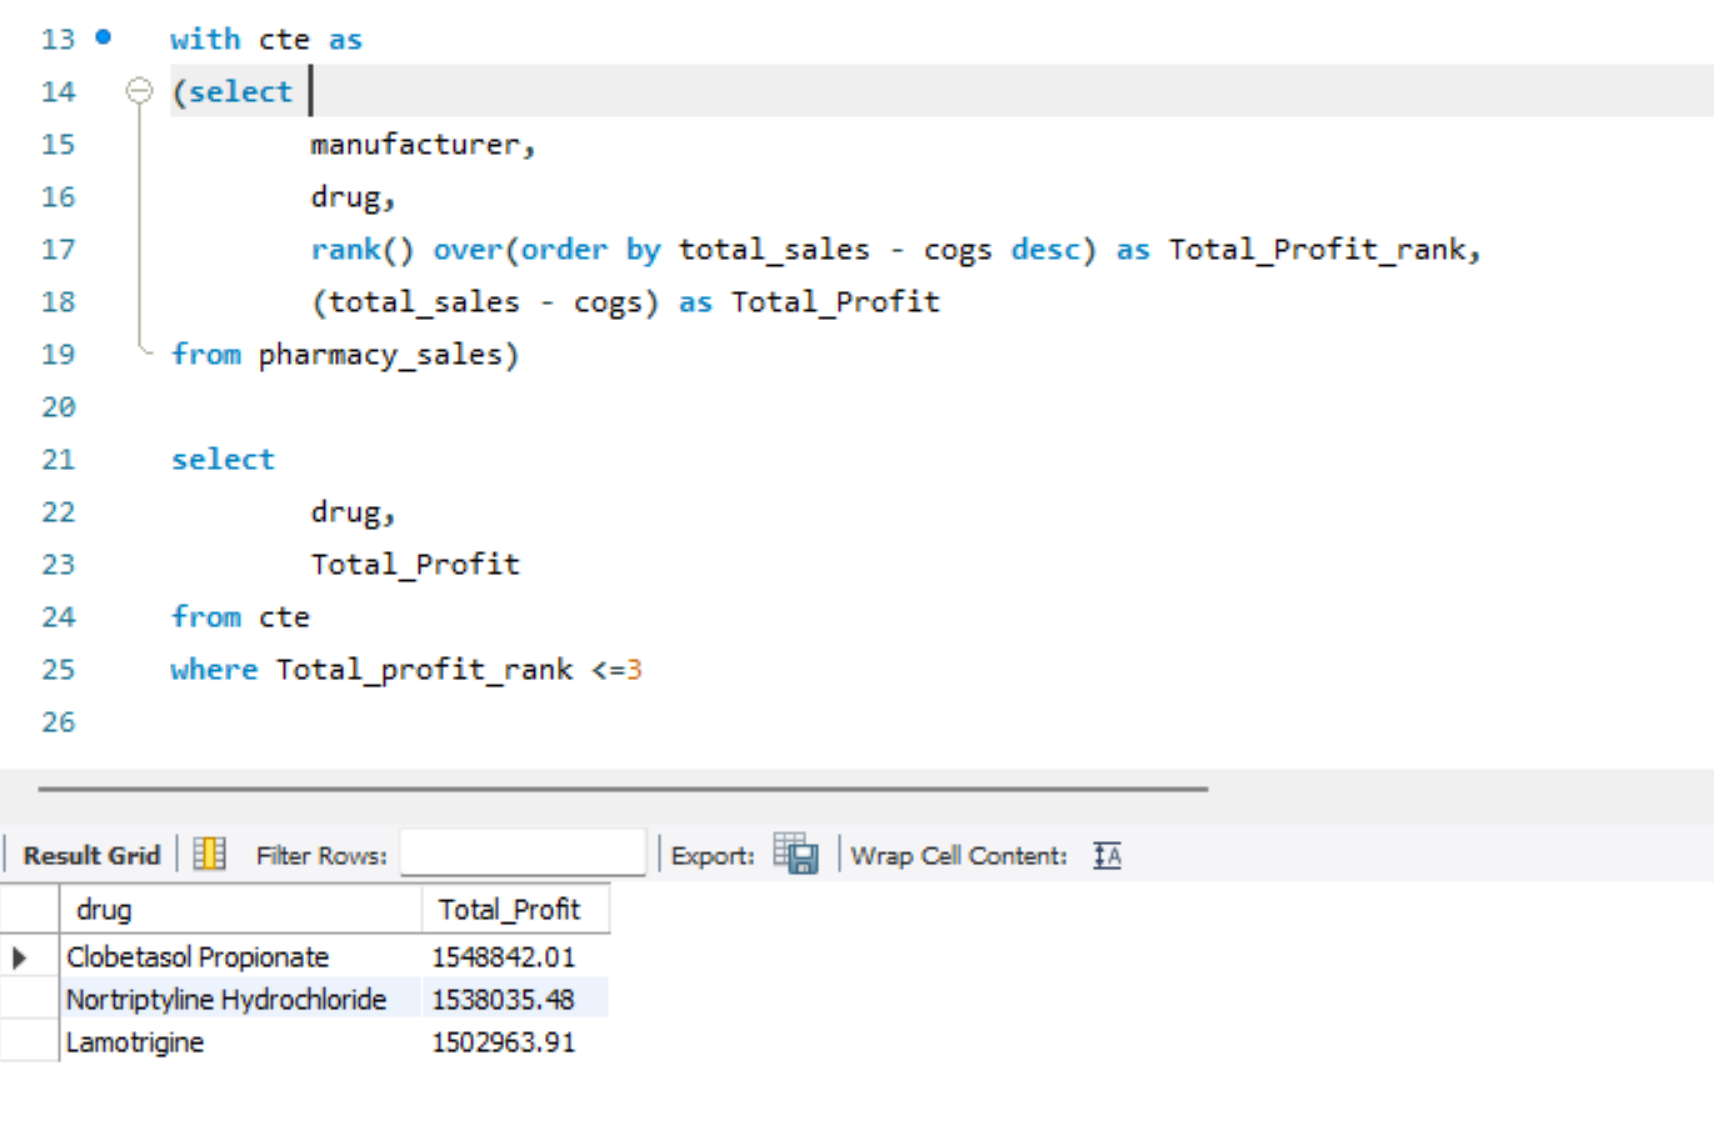 13 with cte as
14 (select
15 manufacturer,
16 drug,
17 rank() over(order by total_sales - cogs desc) as Total_Profit_rank,
18 (total_sales - cogs) as Total_Profit
19 from pharmacy_sales)
20
21 select
22 drug,
23 Total_Profit
24 from cte
25 where Total_profit_rank <=3
26
Result Grid Filter Rows: Export: Wrap Cell Content: IA
drug Total_Profit
Clobetasol Propionate 1548842.01
Nortriptyline Hydrochloride 1538035.48
Lamotrigine 1502963.91